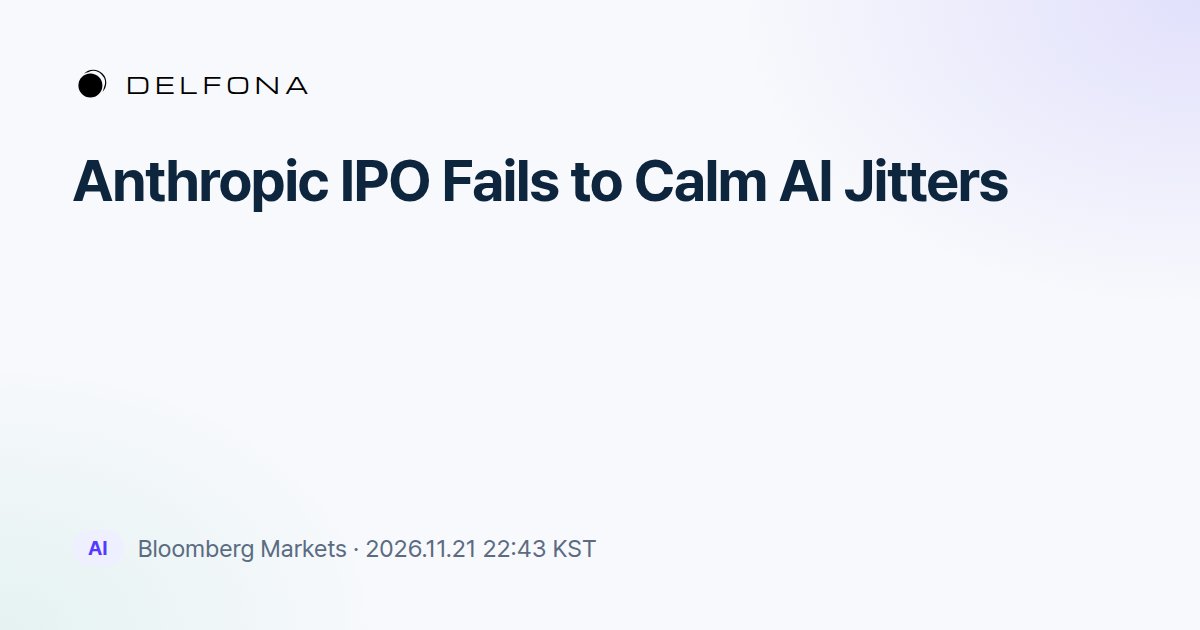 DELFONA
Anthropic IPO Fails to Calm AI Jitters
AI Bloomberg Markets · 2026.11.21 22:43 KST